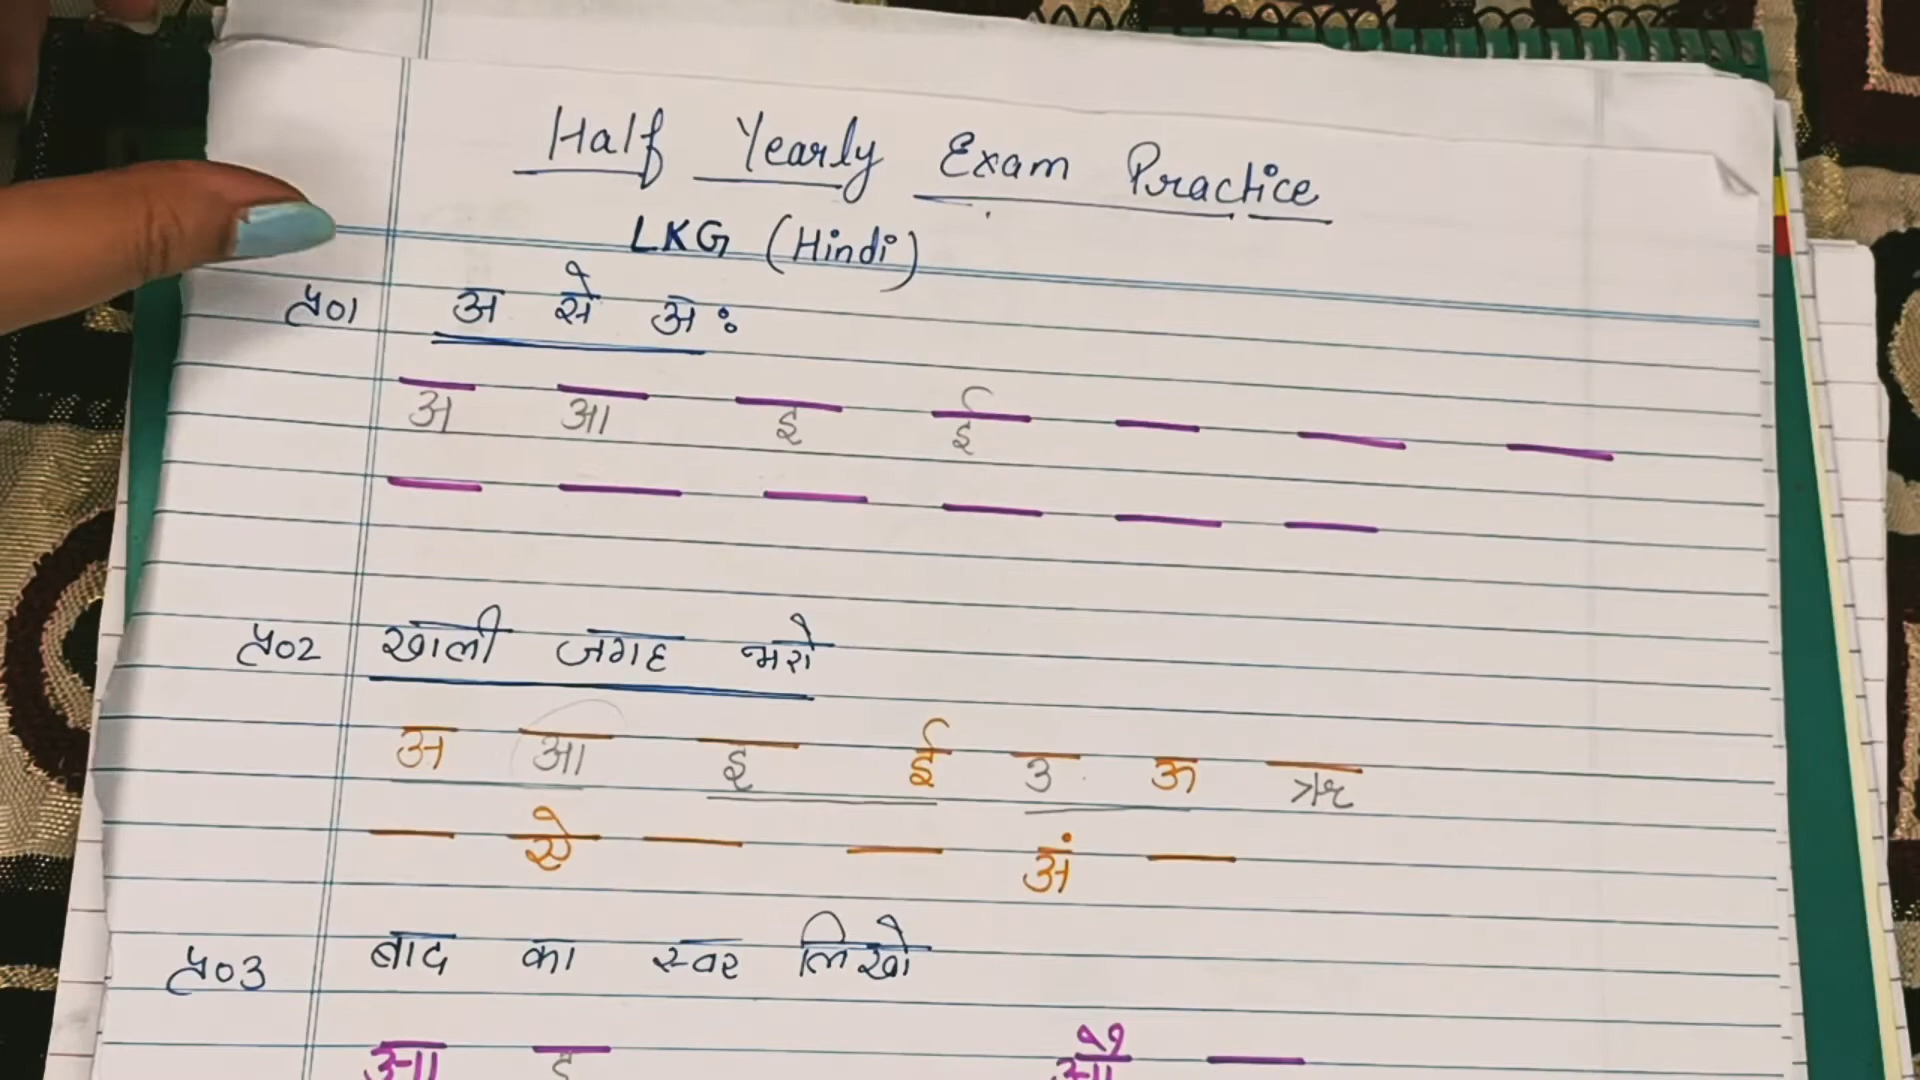 Half Yearly Exam Practice
LKG (Hindi)
प्र01 अ से अः
अ आ इ ई
प्र02 खाली जगह भरो
अ आ इ ई उ ऊ ऋ
ऐ अं
प्र03 बाद का स्वर लिखो
आ इ औ